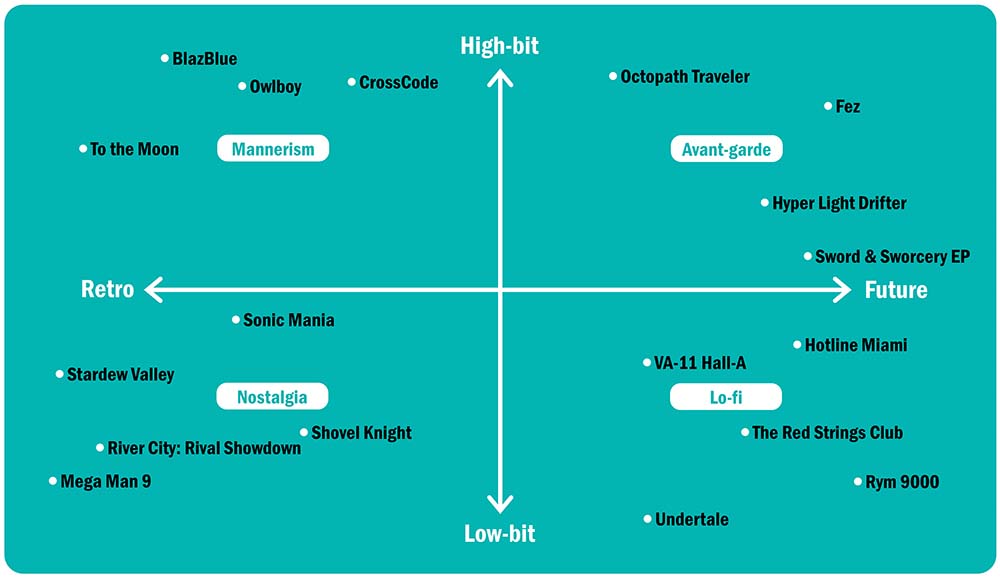 High-bit
BlazBlue
Octopath Traveler
Owlboy
CrossCode
Fez
To the Moon
Mannerism
Avant-garde
Hyper Light Drifter
Sword & Sworcery EP
Retro
Future
Sonic Mania
Hotline Miami
VA-11 Hall-A
Stardew Valley
Nostalgia
Lo-fi
Shovel Knight
The Red Strings Club
River City: Rival Showdown
Mega Man 9
Rym 9000
Undertale
Low-bit